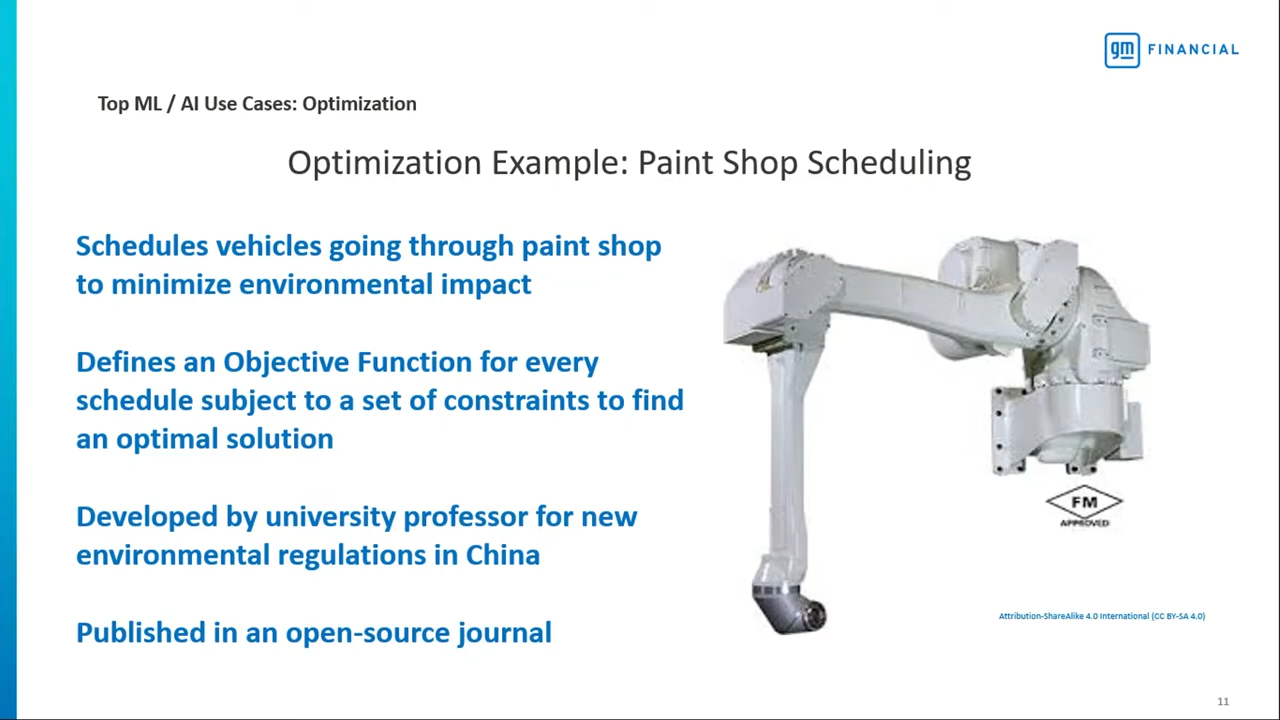 gm FINANCIAL
Top ML / AI Use Cases: Optimization
Optimization Example: Paint Shop Scheduling
Schedules vehicles going through paint shop
to minimize environmental impact
Defines an Objective Function for every
schedule subject to a set of constraints to find
an optimal solution
Developed by university professor for new
environmental regulations in China
Published in an open-source journal
FM
APPROVED
Attribution-ShareAlike 4.0 International (CC BY-SA 4.0)
11